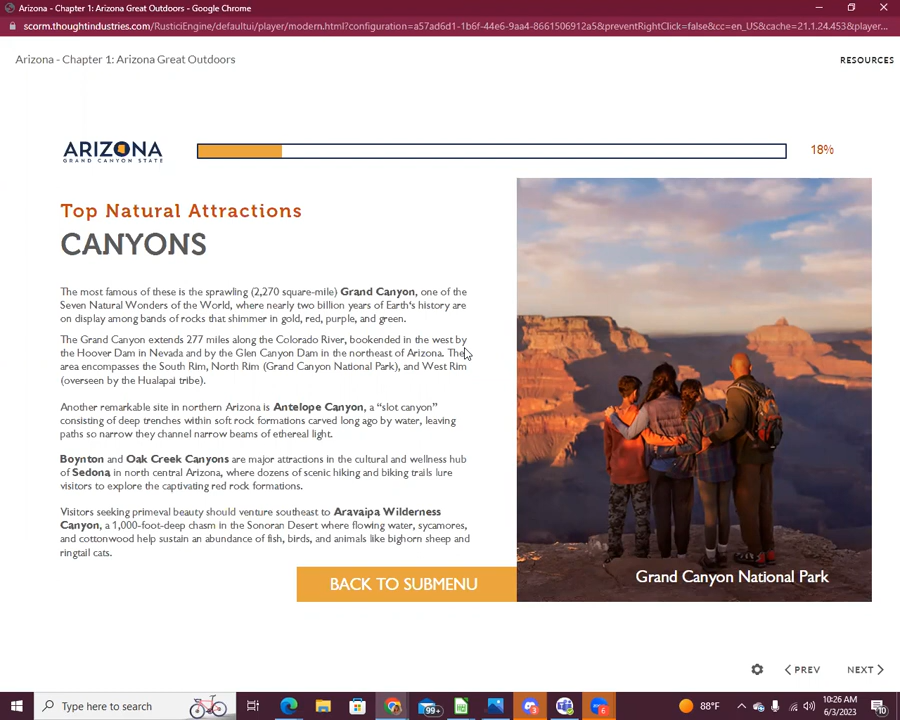 Arizona - Chapter 1: Arizona Great Outdoors - Google Chrome
scorm.thoughtindustries.com/RusticiEngine/defaultui/player/modern.html?configuration=a57ad6d1-1b6f-44e6-9aa4-8661506912a5&preventRightClick=false&cc=en_US&cache=21.1.24.453&player...
Arizona - Chapter 1: Arizona Great Outdoors
RESOURCES
ARIZONA
GRAND CANYON STATE
18%
Top Natural Attractions
CANYONS
The most famous of these is the sprawling (2,270 square-mile) Grand Canyon, one of the
Seven Natural Wonders of the World, where nearly two billion years of Earth's history are
on display among bands of rocks that shimmer in gold, red, purple, and green.
The Grand Canyon extends 277 miles along the Colorado River, bookended in the west by
the Hoover Dam in Nevada and by the Glen Canyon Dam in the northeast of Arizona. The
area encompasses the South Rim, North Rim (Grand Canyon National Park), and West Rim
(overseen by the Hualapai tribe).
Another remarkable site in northern Arizona is Antelope Canyon, a “slot canyon”
consisting of deep trenches within soft rock formations carved long ago by water, leaving
paths so narrow they channel narrow beams of ethereal light.
Boynton and Oak Creek Canyons are major attractions in the cultural and wellness hub
of Sedona in north central Arizona, where dozens of scenic hiking and biking trails lure
visitors to explore the captivating red rock formations.
Visitors seeking primeval beauty should venture southeast to Aravaipa Wilderness
Canyon, a 1,000-foot-deep chasm in the Sonoran Desert where flowing water, sycamores,
and cottonwood help sustain an abundance of fish, birds, and animals like bighorn sheep and
ringtail cats.
Grand Canyon National Park
BACK TO SUBMENU
PREV
NEXT
Type here to search
99+
3
6
88°F
10:26 AM
6/3/2023
10